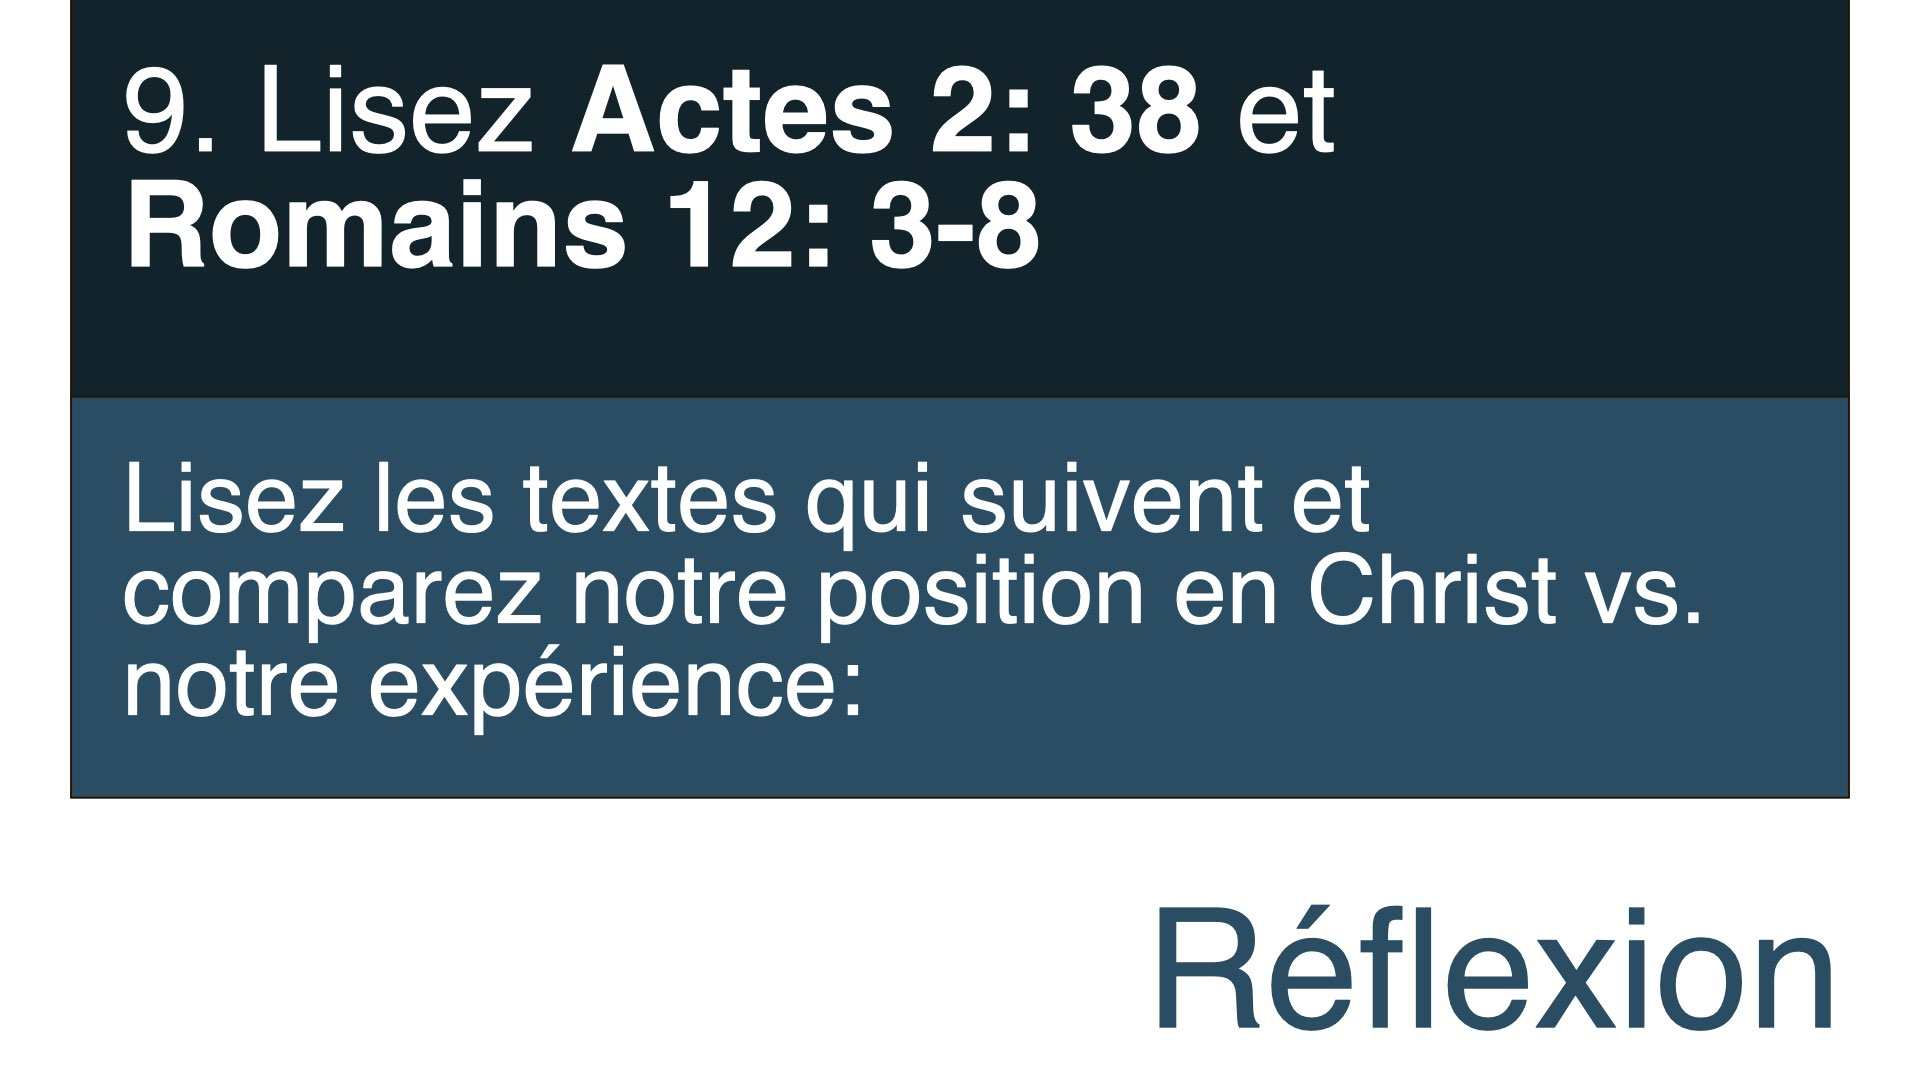 9. Lisez Actes 2: 38 et
Romains 12: 3-8
Lisez les textes qui suivent et
comparez notre position en Christ vs.
notre expérience:
Réflexion